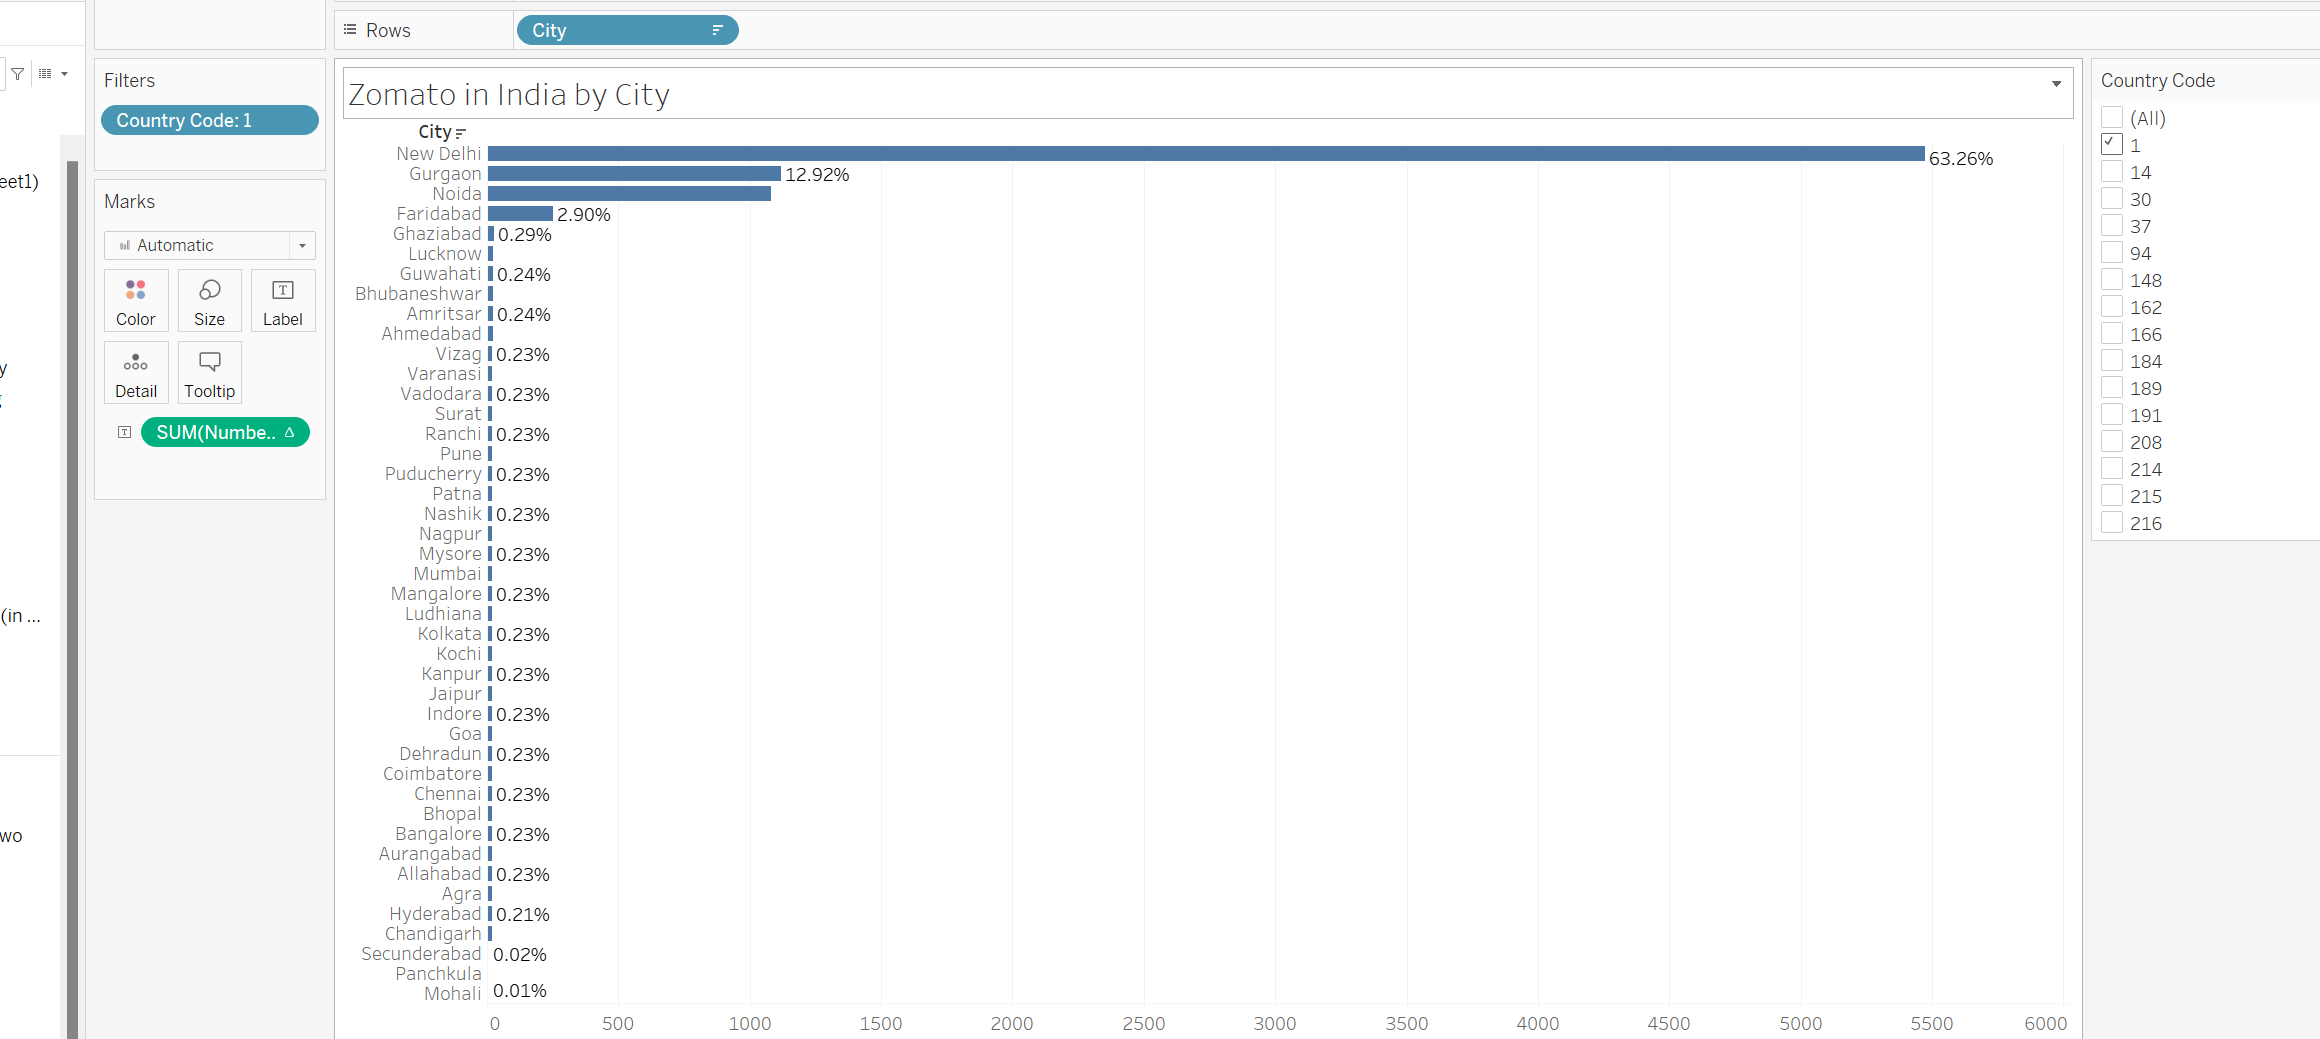 Rows
City
Filters
Country Code: 1
Marks
Automatic
Color
Size
Label
Detail
Tooltip
SUM(Numbe..
eet1)
y
(in ...
wo
Zomato in India by City
City
New Delhi 63.26%
Gurgaon 12.92%
Noida
Faridabad 2.90%
Ghaziabad 0.29%
Lucknow
Guwahati 0.24%
Bhubaneshwar
Amritsar 0.24%
Ahmedabad
Vizag 0.23%
Varanasi
Vadodara 0.23%
Surat
Ranchi 0.23%
Pune
Puducherry 0.23%
Patna
Nashik 0.23%
Nagpur
Mysore 0.23%
Mumbai
Mangalore 0.23%
Ludhiana
Kolkata 0.23%
Kochi
Kanpur 0.23%
Jaipur
Indore 0.23%
Goa
Dehradun 0.23%
Coimbatore
Chennai 0.23%
Bhopal
Bangalore 0.23%
Aurangabad
Allahabad 0.23%
Agra
Hyderabad 0.21%
Chandigarh
Secunderabad 0.02%
Panchkula
Mohali 0.01%
0 500 1000 1500 2000 2500 3000 3500 4000 4500 5000 5500 6000
Country Code
(All)
1
14
30
37
94
148
162
166
184
189
191
208
214
215
216